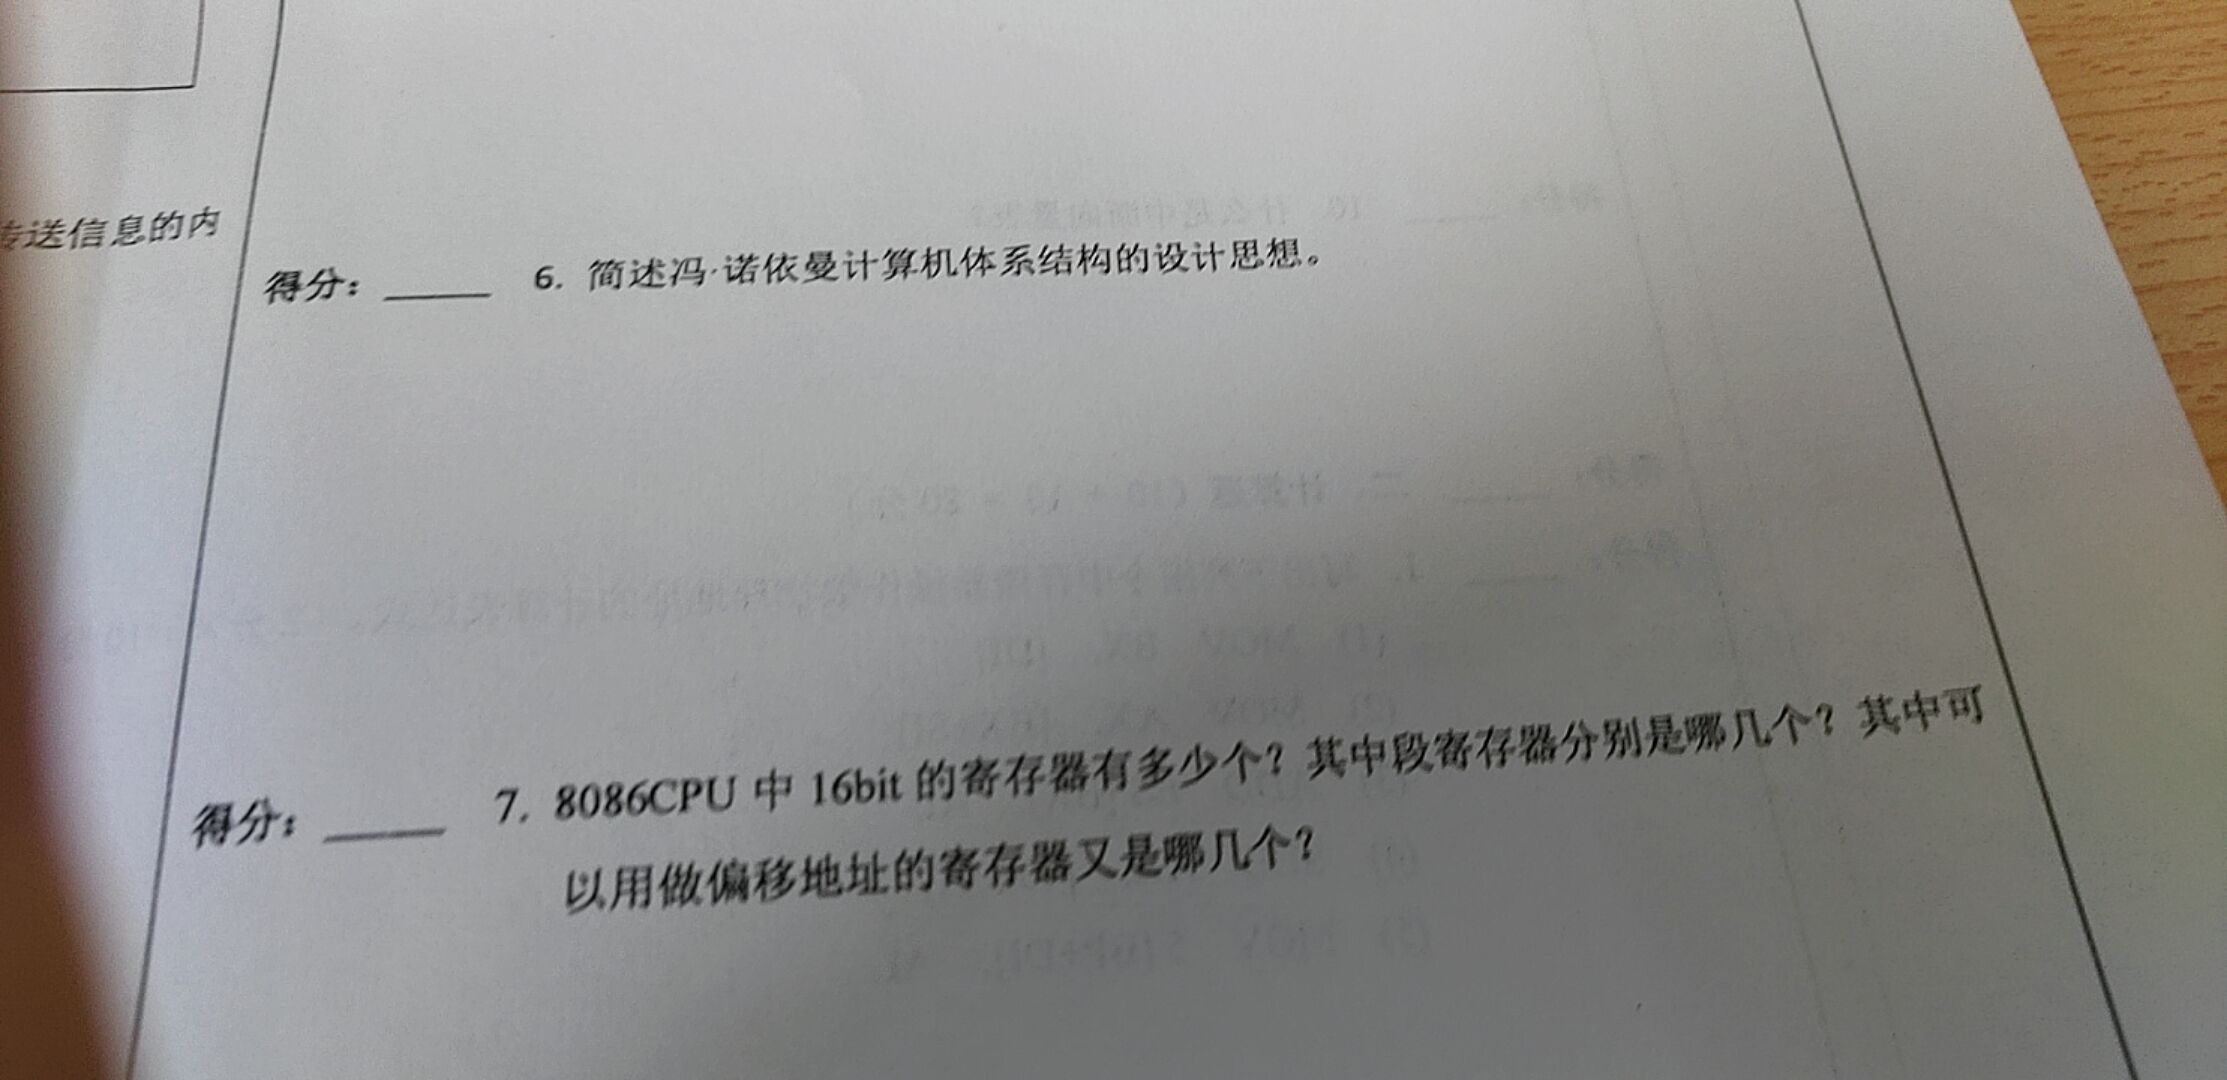 传送信息的内
得分：____ 6. 简述冯·诺依曼计算机体系结构的设计思想。
得分：____ 7. 8086CPU 中 16bit 的寄存器有多少个？其中段寄存器分别是哪几个？其中可
以用做偏移地址的寄存器又是哪几个？